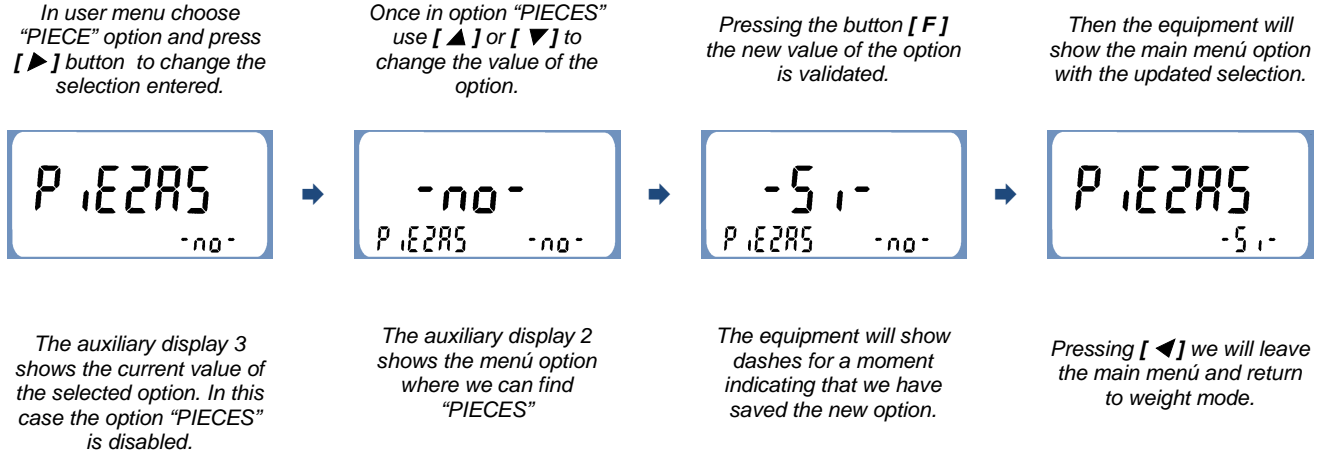 In user menu choose
“PIECE” option and press
[ ▶ ] button to change the
selection entered.
Once in option “PIECES”
use [ ▲ ] or [ ▼ ] to
change the value of the
option.
Pressing the button [ F ]
the new value of the option
is validated.
Then the equipment will
show the main menú option
with the updated selection.
PiEZAS
-no-
-no-
PiEZAS -no-
-Si-
PiEZAS -no-
PiEZAS
-Si-
The auxiliary display 3
shows the current value of
the selected option. In this
case the option “PIECES”
is disabled.
The auxiliary display 2
shows the menú option
where we can find
“PIECES”
The equipment will show
dashes for a moment
indicating that we have
saved the new option.
Pressing [ ◀ ] we will leave
the main menú and return
to weight mode.